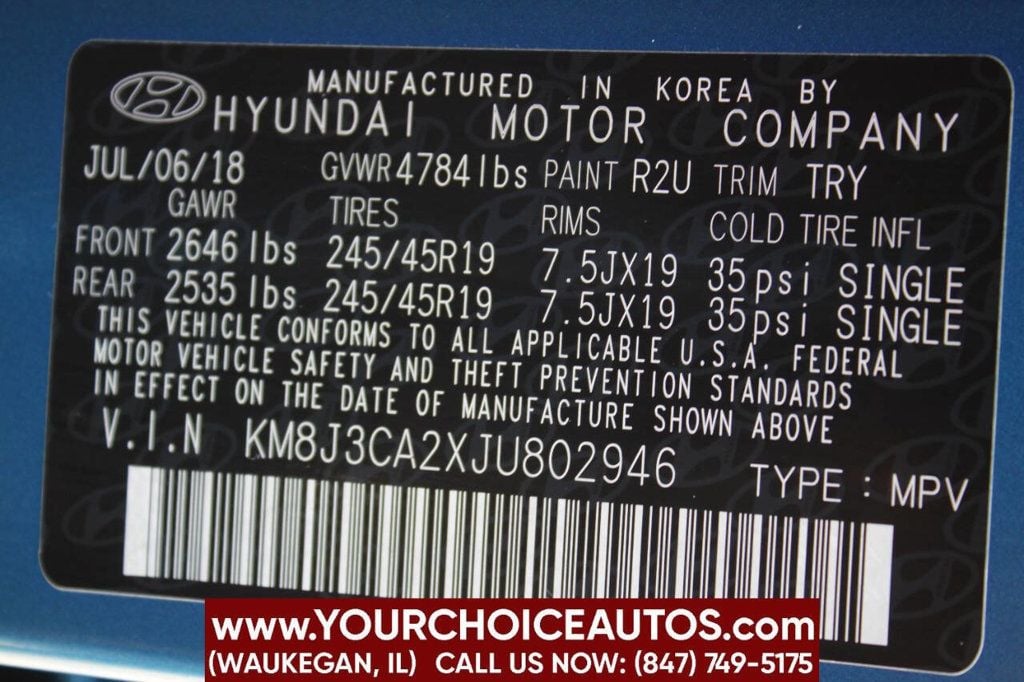 MANUFACTURED IN KOREA BY
HYUNDAI MOTOR COMPANY
JUL/06/18 GVWR 4784lbs PAINT R2U TRIM TRY
GAWR TIRES RIMS COLD TIRE INFL
FRONT 2646 lbs 245/45R19 7.5JX19 35psi SINGLE
REAR 2535 lbs 245/45R19 7.5JX19 35psi SINGLE
THIS VEHICLE CONFORMS TO ALL APPLICABLE U.S.A. FEDERAL
MOTOR VEHICLE SAFETY AND THEFT PREVENTION STANDARDS
IN EFFECT ON THE DATE OF MANUFACTURE SHOWN ABOVE
V.I.N KM8J3CA2XJU802946 TYPE : MPV
www.YOURCHOICEAUTOS.com
(WAUKEGAN, IL) CALL US NOW: (847) 749-5175